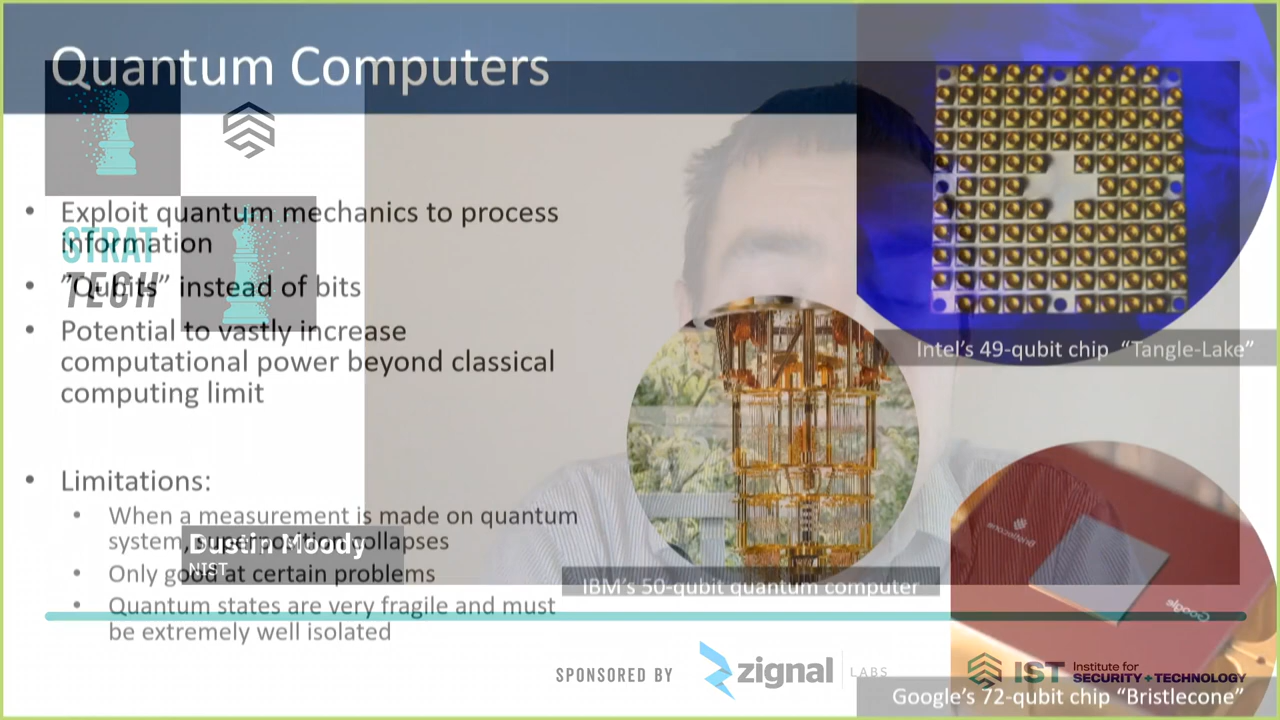 Quantum Computers
• Exploit quantum mechanics to process
information
STRAT
TECH
• ”Qubits” instead of bits
• Potential to vastly increase
computational power beyond classical
computing limit
Intel’s 49-qubit chip “Tangle-Lake”
• Limitations:
• When a measurement is made on quantum
system, superposition collapses
Dustin Moody
NIST
• Only good at certain problems
• Quantum states are very fragile and must
be extremely well isolated
IBM’s 50-qubit quantum computer
Google
SPONSORED BY zignal LABS
IST Institute for
SECURITY+TECHNOLOGY
Google’s 72-qubit chip “Bristlecone”